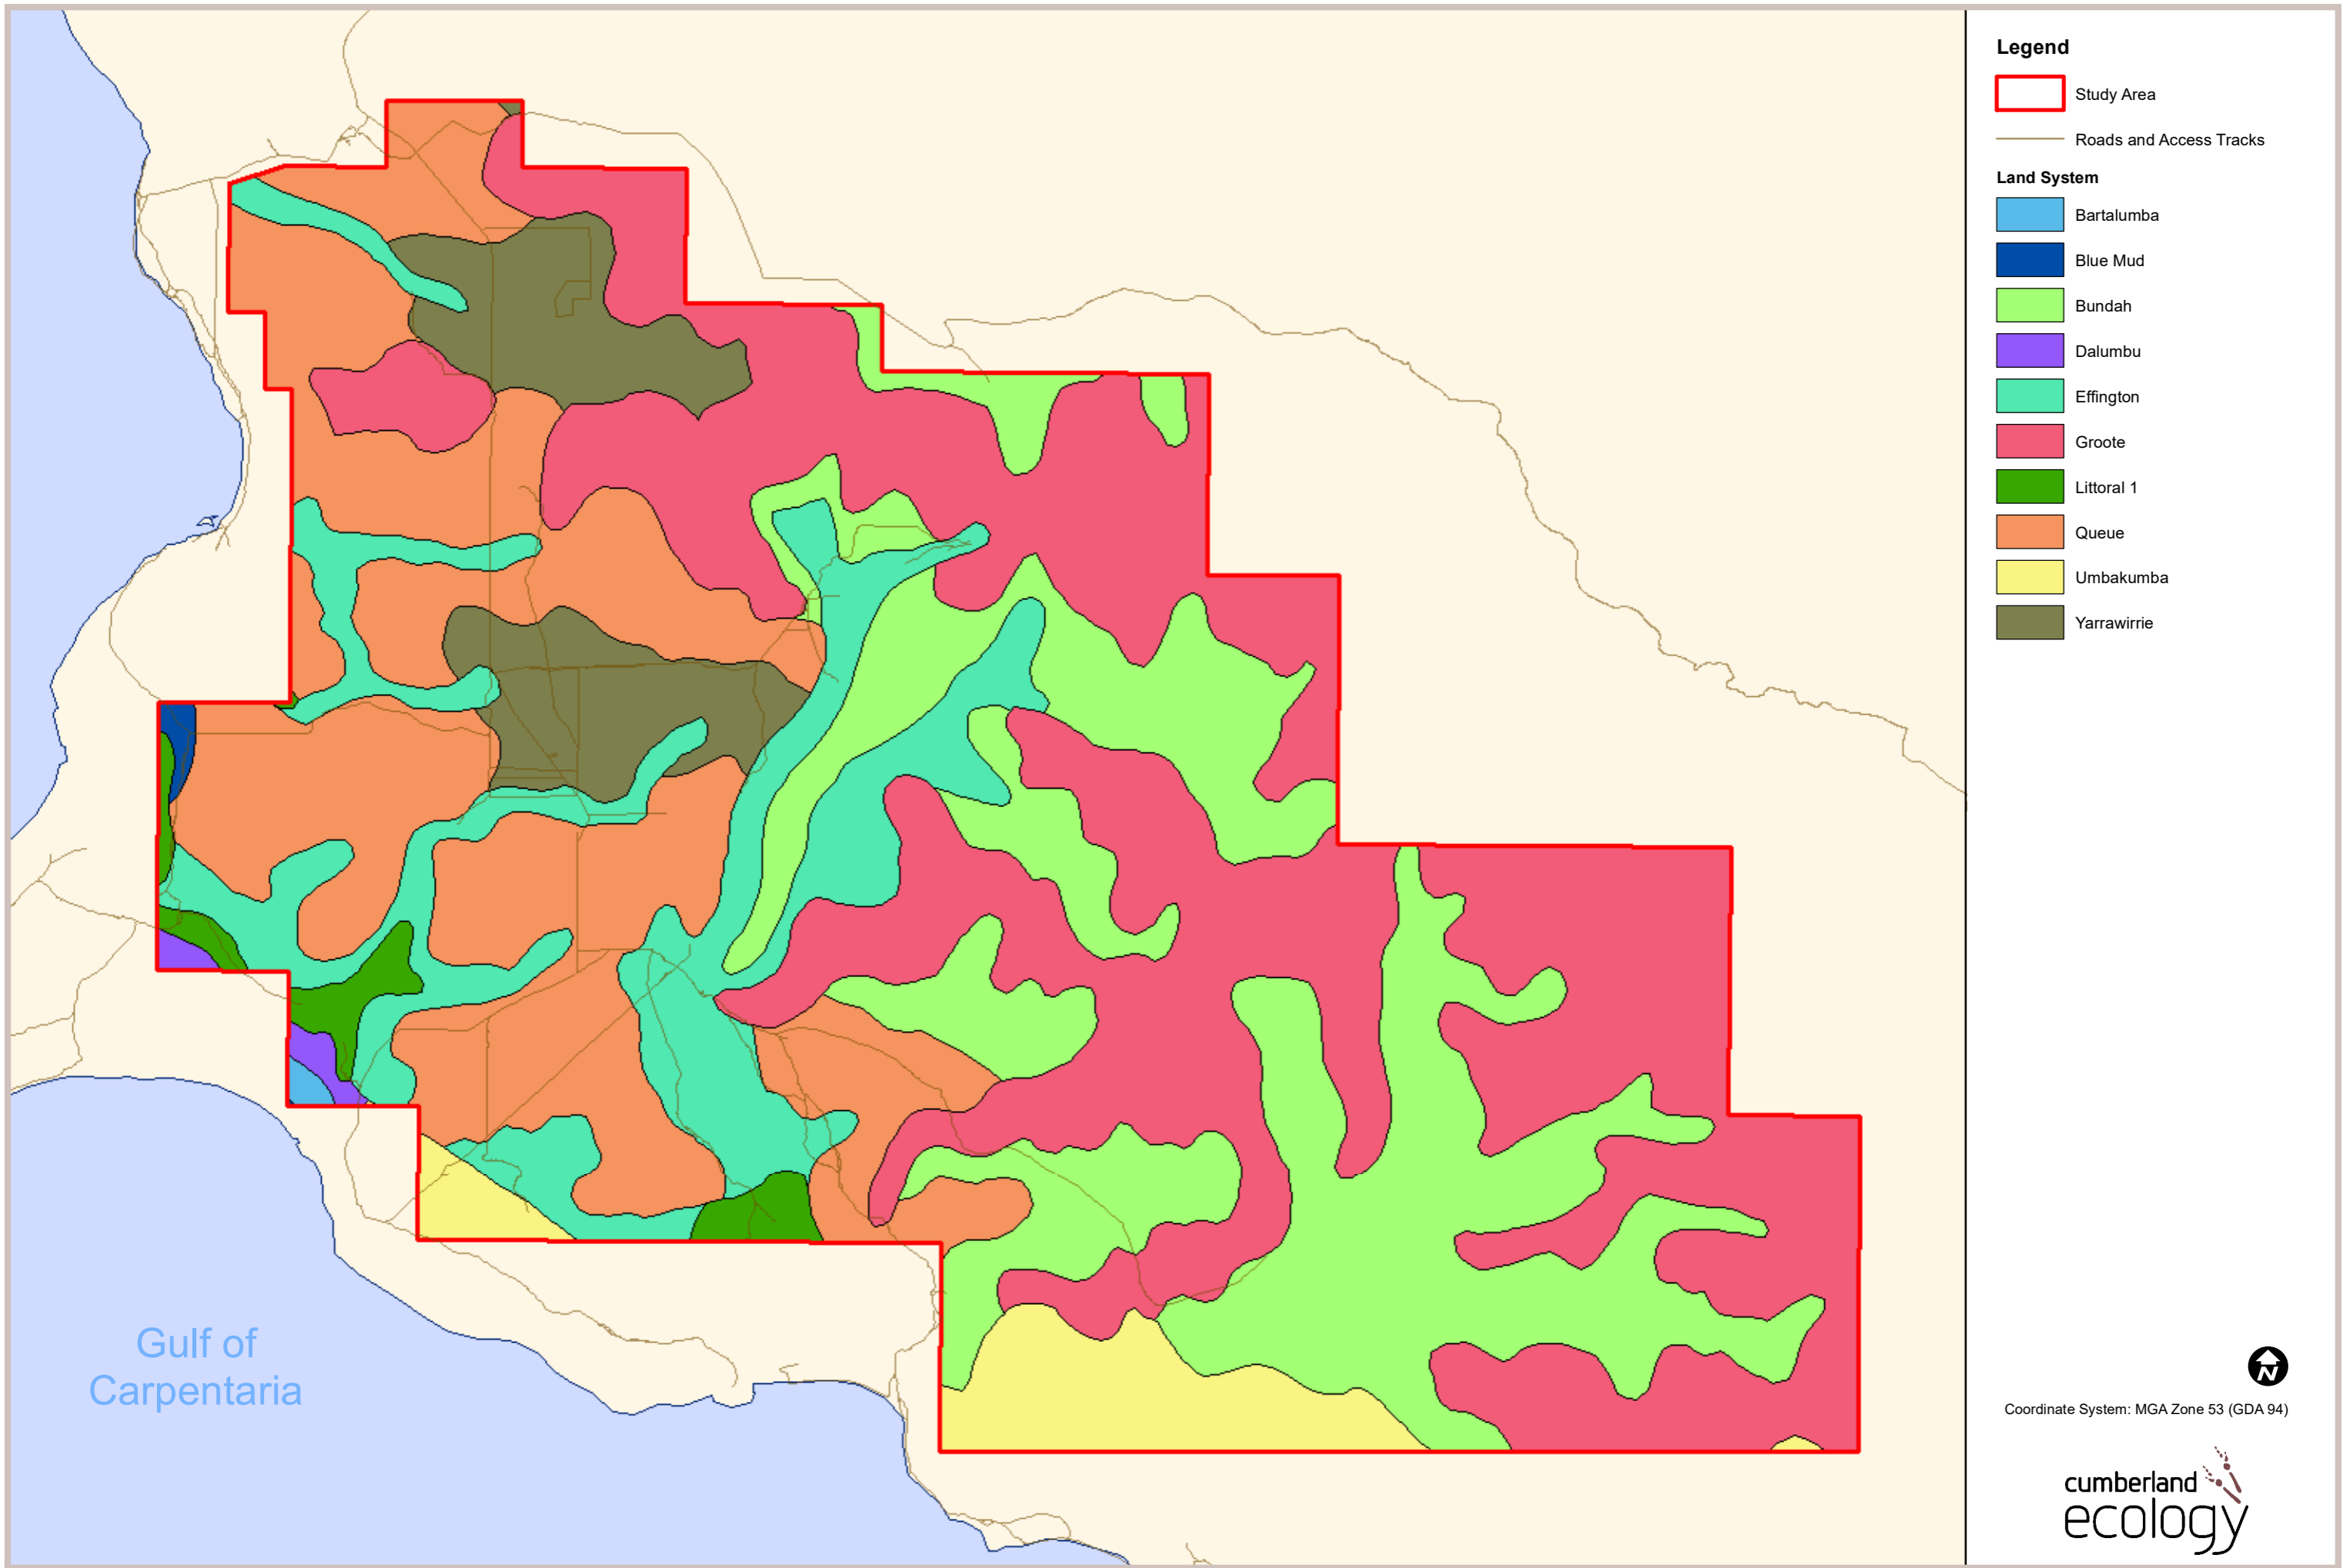 Legend
Study Area
Roads and Access Tracks
Land System
Bartalumba
Blue Mud
Bundah
Dalumbu
Effington
Groote
Littoral 1
Queue
Umbakumba
Yarrawirrie
Gulf of
Carpentaria
N
Coordinate System: MGA Zone 53 (GDA 94)
cumberland
ecology